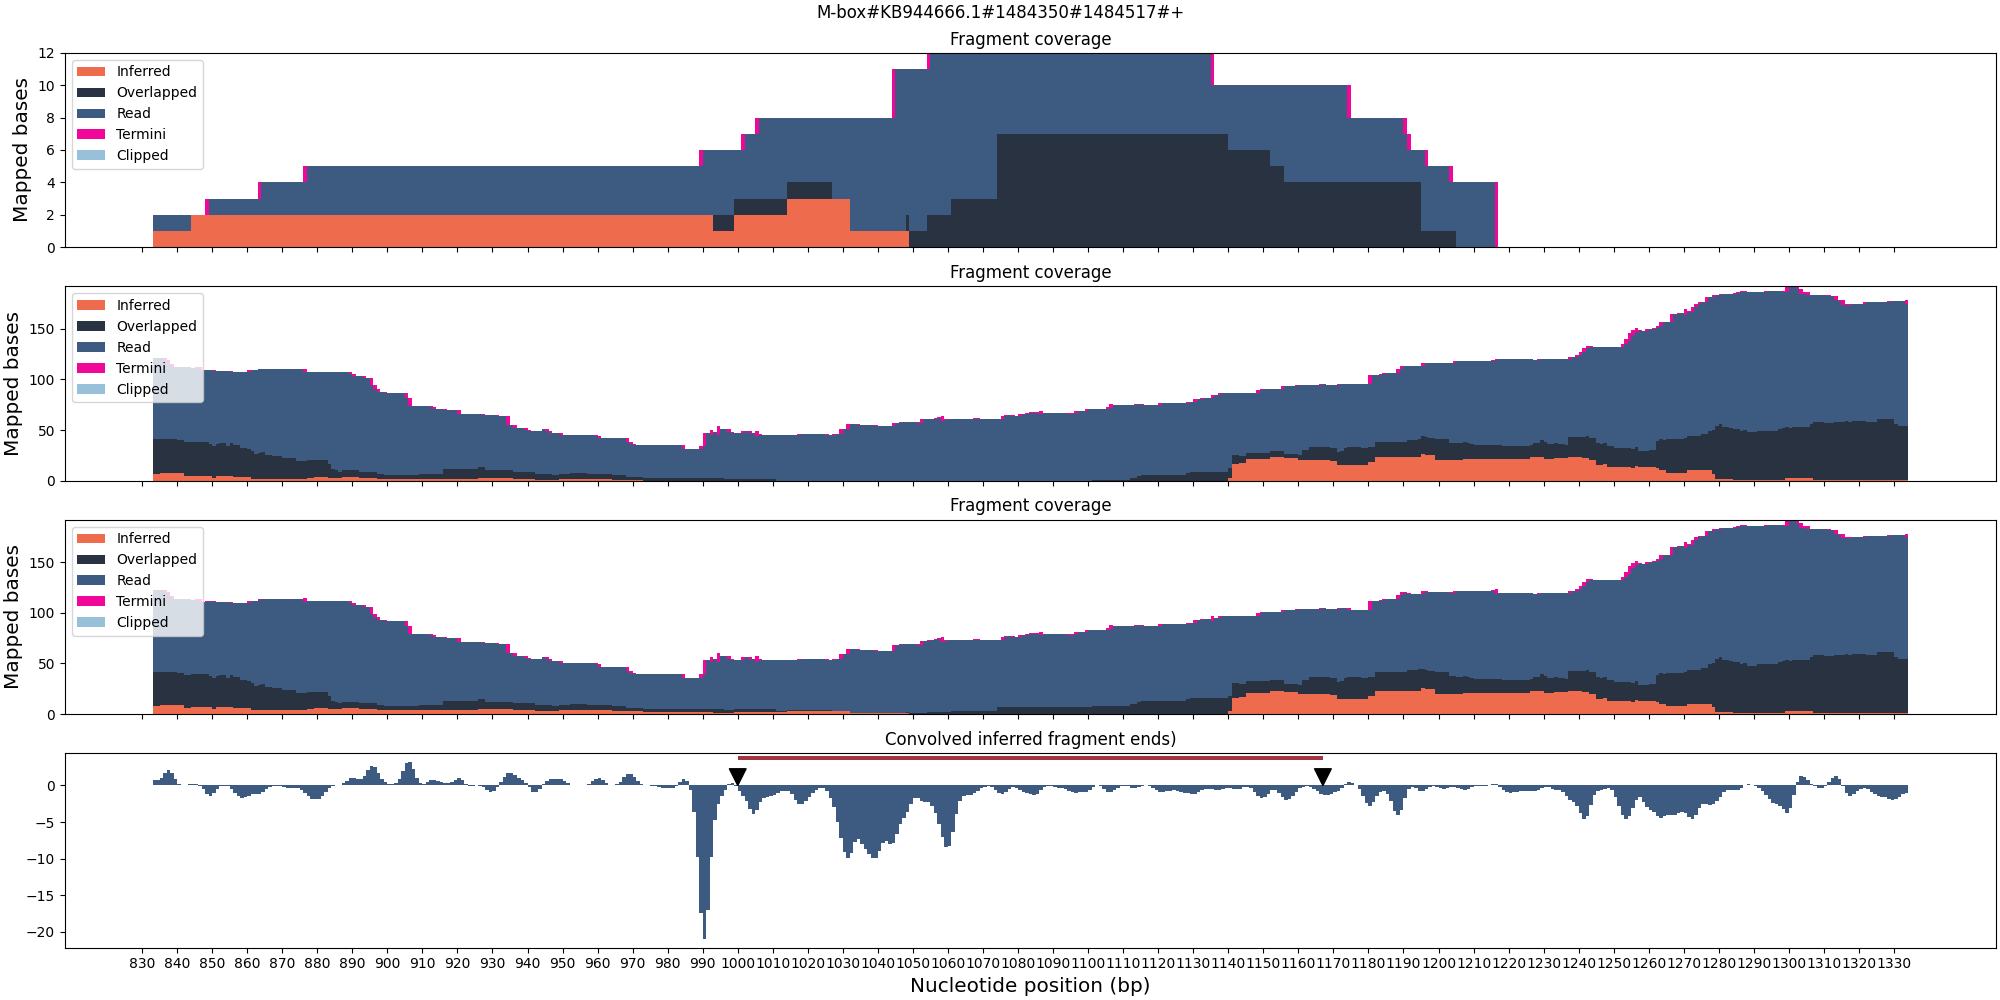 M-box#KB944666.1#1484350#1484517#+
Fragment coverage
Mapped bases
12
10
8
6
4
2
0
Inferred
Overlapped
Read
Termini
Clipped
Fragment coverage
Mapped bases
150
100
50
0
Inferred
Overlapped
Read
Termini
Clipped
Fragment coverage
Mapped bases
150
100
50
0
Inferred
Overlapped
Read
Termini
Clipped
Convolved inferred fragment ends)
0
−5
−10
−15
−20
830 840 850 860 870 880 890 900 910 920 930 940 950 960 970 980 990 1000 1010 1020 1030 1040 1050 1060 1070 1080 1090 1100 1110 1120 1130 1140 1150 1160 1170 1180 1190 1200 1210 1220 1230 1240 1250 1260 1270 1280 1290 1300 1310 1320 1330
Nucleotide position (bp)